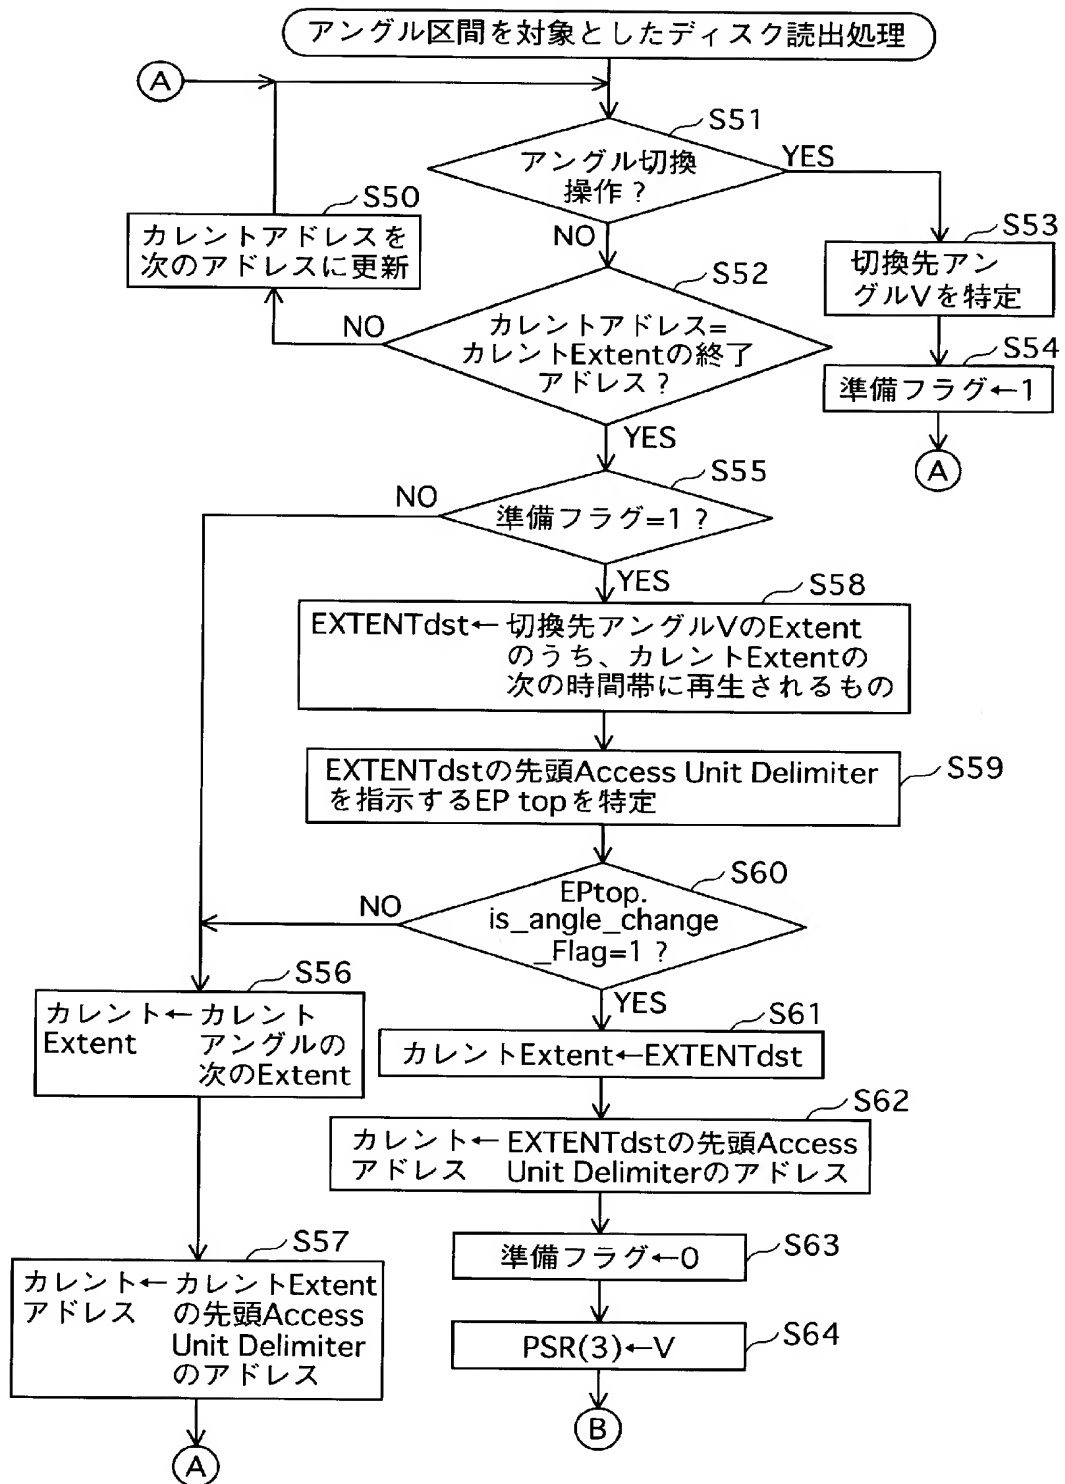 アングル区間を対象としたディスク読出処理
A
S51
アングル切換
操作?
YES
NO
S50
カレントアドレスを
次のアドレスに更新
S53
切換先アン
グルVを特定
S52
カレントアドレス=
カレントExtentの終了
アドレス?
NO
YES
S54
準備フラグ←1
A
S55
準備フラグ=1?
NO
YES
S58
EXTENTdst← 切換先アングルVのExtent
のうち、カレントExtentの
次の時間帯に再生されるもの
S59
EXTENTdstの先頭Access Unit Delimiter
を指示するEP topを特定
S60
EPtop.
is_angle_change
_Flag=1 ?
NO
YES
S56
カレント← カレント
Extent アングルの
次のExtent
S61
カレントExtent←EXTENTdst
S62
カレント← EXTENTdstの先頭Access
アドレス Unit Delimiterのアドレス
S57
カレント← カレントExtent
アドレス の先頭Access
Unit Delimiter
のアドレス
A
S63
準備フラグ←0
S64
PSR(3)←V
B